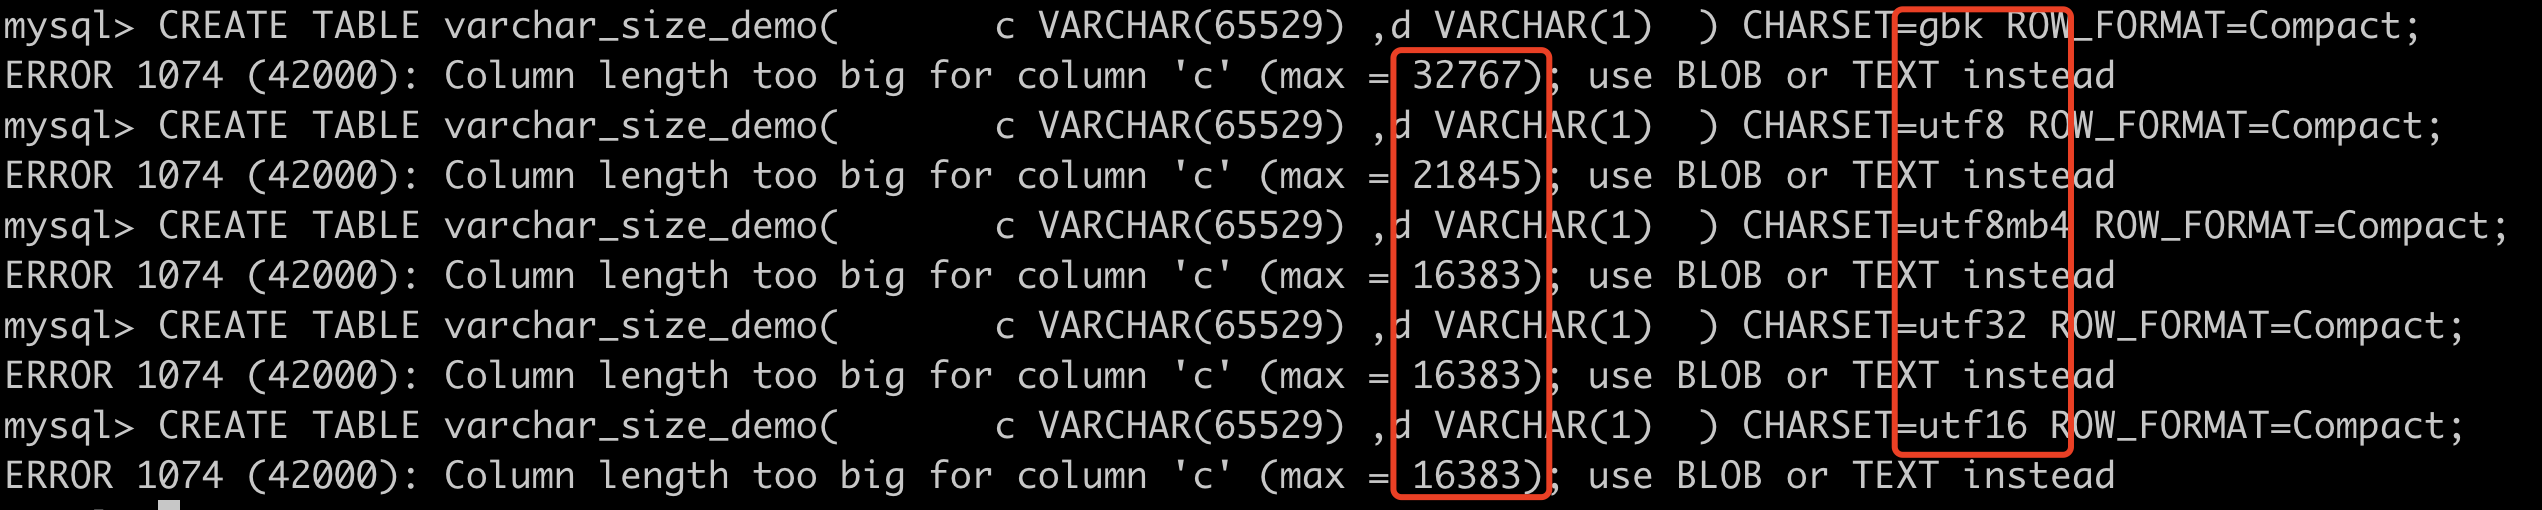 mysql> CREATE TABLE varchar_size_demo(       c VARCHAR(65529) ,d VARCHAR(1)  ) CHARSET=gbk ROW_FORMAT=Compact;
ERROR 1074 (42000): Column length too big for column 'c' (max = 32767); use BLOB or TEXT instead
mysql> CREATE TABLE varchar_size_demo(       c VARCHAR(65529) ,d VARCHAR(1)  ) CHARSET=utf8 ROW_FORMAT=Compact;
ERROR 1074 (42000): Column length too big for column 'c' (max = 21845); use BLOB or TEXT instead
mysql> CREATE TABLE varchar_size_demo(       c VARCHAR(65529) ,d VARCHAR(1)  ) CHARSET=utf8mb4 ROW_FORMAT=Compact;
ERROR 1074 (42000): Column length too big for column 'c' (max = 16383); use BLOB or TEXT instead
mysql> CREATE TABLE varchar_size_demo(       c VARCHAR(65529) ,d VARCHAR(1)  ) CHARSET=utf32 ROW_FORMAT=Compact;
ERROR 1074 (42000): Column length too big for column 'c' (max = 16383); use BLOB or TEXT instead
mysql> CREATE TABLE varchar_size_demo(       c VARCHAR(65529) ,d VARCHAR(1)  ) CHARSET=utf16 ROW_FORMAT=Compact;
ERROR 1074 (42000): Column length too big for column 'c' (max = 16383); use BLOB or TEXT instead